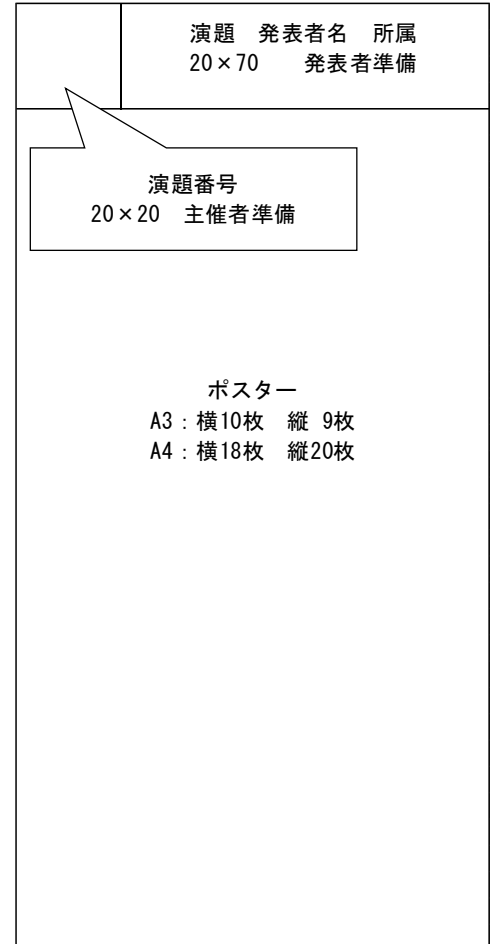 演題　発表者名　所属
20×70　　発表者準備
演題番号
20×20　主催者準備
ポスター
A3：横10枚　縦 9枚
A4：横18枚　縦20枚